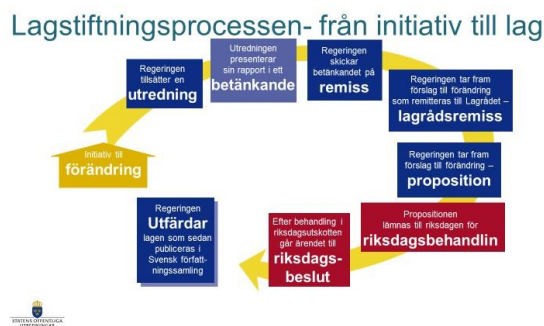 Lagstiftningsprocessen- från initiativ till lag
Initiativ till
förändring
Regeringen
tillsätter en
utredning
Utredningen
presenterar
sin rapport i ett
betänkande
Regeringen
skickar
betänkandet på
remiss
Regeringen tar fram
förslag till förändring
som remitteras till Lagrådet –
lagrådsremiss
Regeringen tar fram
förslag till förändring –
proposition
Propositionen
lämnas till riksdagen för
riksdagsbehandlin
Efter behandling i
riksdagsutskotten
går ärendet till
riksdags-
beslut
Regeringen
Utfärdar
lagen som sedan
publiceras i
Svensk författ-
ningssamling
STATENS OFFENTLIGA
UTREDNINGAR